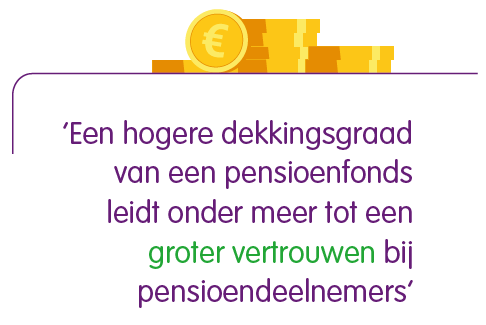 €
‘Een hogere dekkingsgraad
van een pensioenfonds
leidt onder meer tot een
groter vertrouwen bij
pensioendeelnemers’